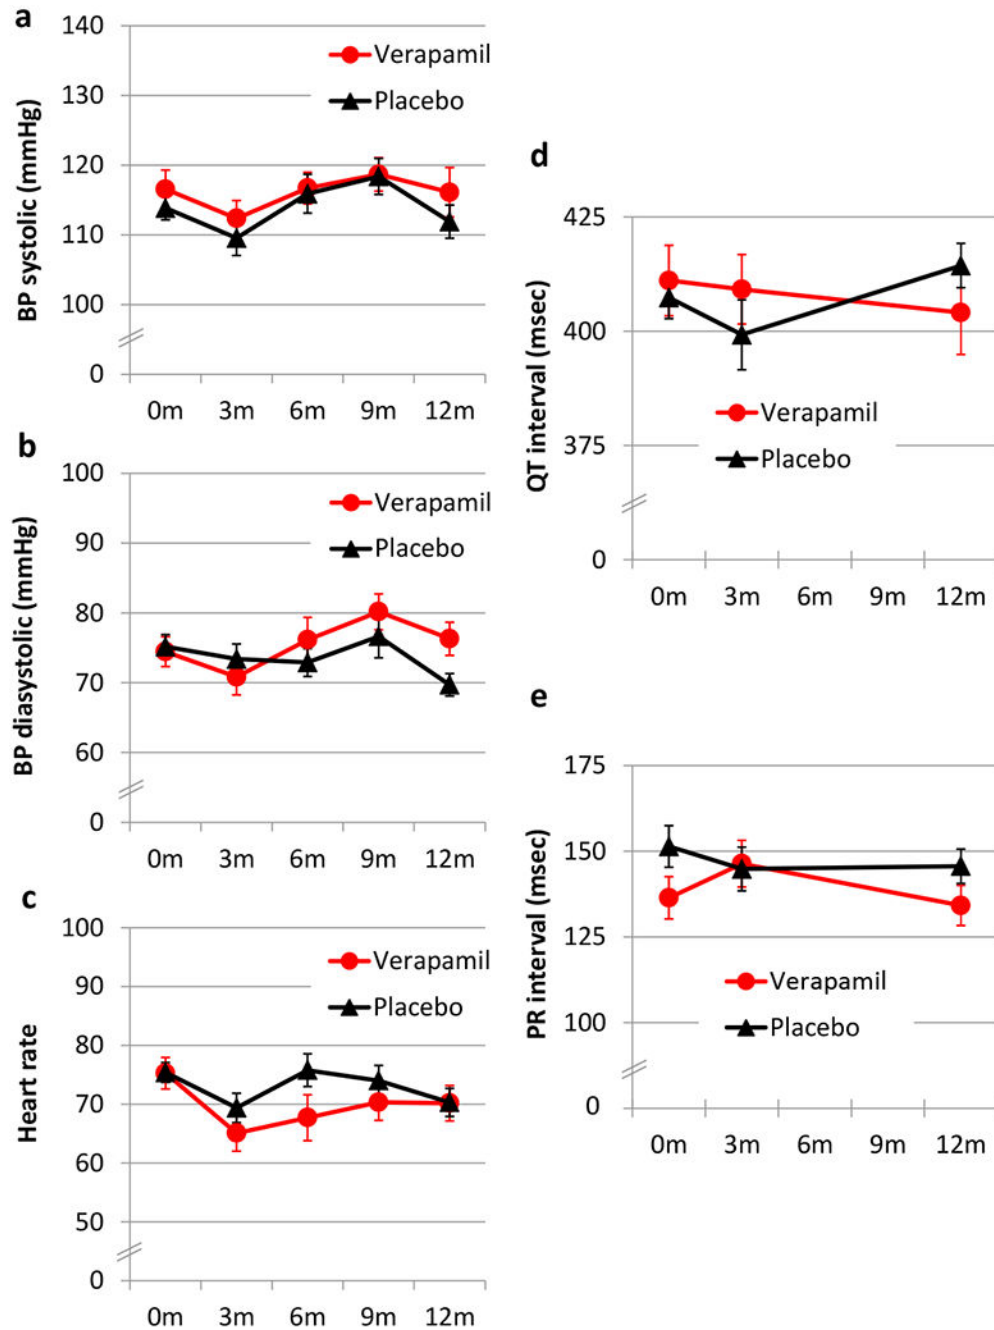 a
BP systolic (mmHg)
140
130
120
110
100
0
Verapamil
Placebo
0m 3m 6m 9m 12m
b
BP diasystolic (mmHg)
100
90
80
70
60
0
Verapamil
Placebo
0m 3m 6m 9m 12m
c
Heart rate
100
90
80
70
60
50
0
Verapamil
Placebo
0m 3m 6m 9m 12m
d
QT interval (msec)
425
400
375
0
Verapamil
Placebo
0m 3m 6m 9m 12m
e
PR interval (msec)
175
150
125
100
0
Verapamil
Placebo
0m 3m 6m 9m 12m